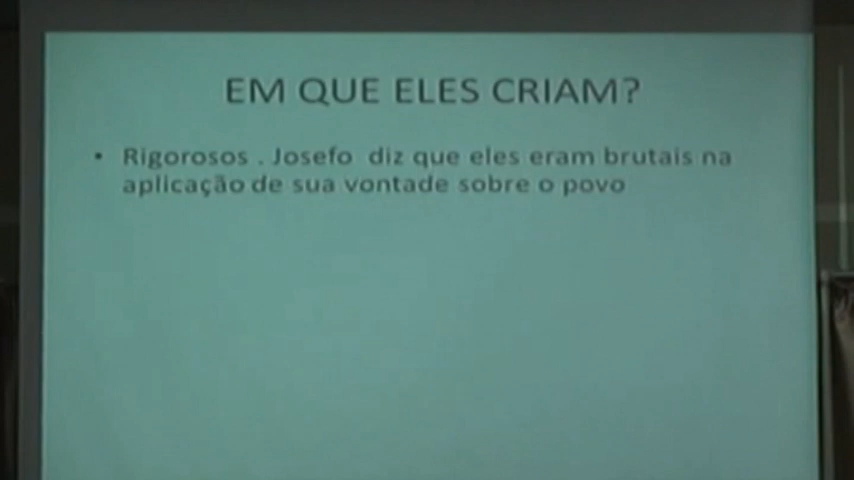 EM QUE ELES CRIAM?
• Rigorosos . Josefo diz que eles eram brutais na
aplicação de sua vontade sobre o povo